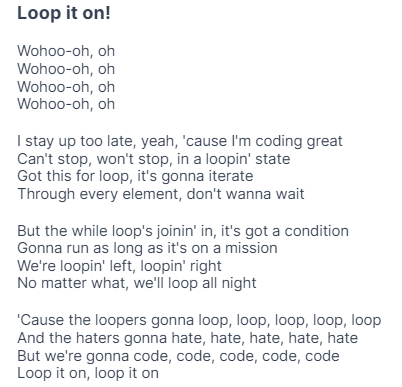 Loop it on!
Wohoo-oh, oh
Wohoo-oh, oh
Wohoo-oh, oh
Wohoo-oh, oh
I stay up too late, yeah, 'cause I'm coding great
Can't stop, won't stop, in a loopin' state
Got this for loop, it's gonna iterate
Through every element, don't wanna wait
But the while loop's joinin' in, it's got a condition
Gonna run as long as it's on a mission
We're loopin' left, loopin' right
No matter what, we'll loop all night
'Cause the loopers gonna loop, loop, loop, loop, loop
And the haters gonna hate, hate, hate, hate, hate
But we're gonna code, code, code, code, code
Loop it on, loop it on